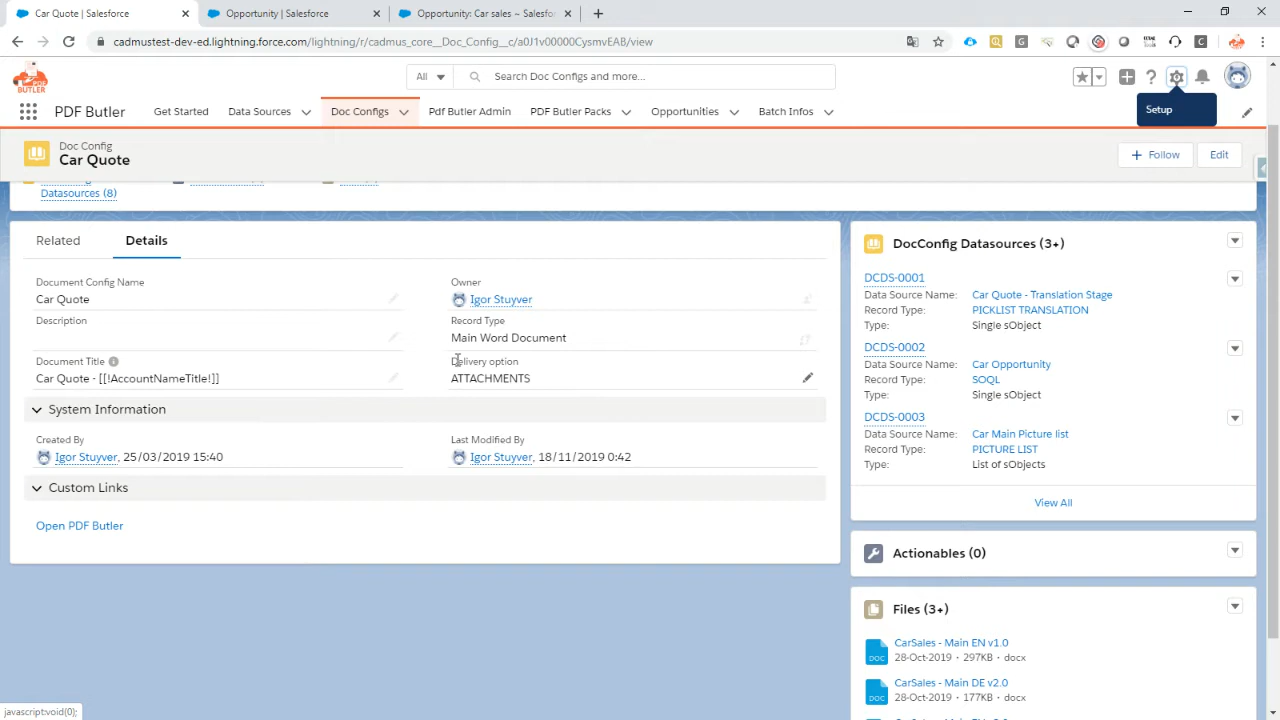 Car Quote | Salesforce
Opportunity | Salesforce
Opportunity: Car sales ~ Salesfo
cadmustest-dev-ed.lightning.force.com/lightning/r/cadmus_core__Doc_Config__c/a0J1v00000CysmvEAB/view
PDF BUTLER
All
Search Doc Configs and more...
Setup
PDF Butler
Get Started
Data Sources
Doc Configs
Pdf Butler Admin
PDF Butler Packs
Opportunities
Batch Infos
Doc Config
Car Quote
Follow
Edit
Datasources (8)
Related
Details
Document Config Name
Car Quote
Owner
Igor Stuyver
Description
Record Type
Main Word Document
Document Title
Car Quote - [[!AccountNameTitle!]]
Delivery option
ATTACHMENTS
System Information
Created By
Igor Stuyver, 25/03/2019 15:40
Last Modified By
Igor Stuyver, 18/11/2019 0:42
Custom Links
Open PDF Butler
DocConfig Datasources (3+)
DCDS-0001
Data Source Name: Car Quote - Translation Stage
Record Type: PICKLIST TRANSLATION
Type: Single sObject
DCDS-0002
Data Source Name: Car Opportunity
Record Type: SOQL
Type: Single sObject
DCDS-0003
Data Source Name: Car Main Picture list
Record Type: PICTURE LIST
Type: List of sObjects
View All
Actionables (0)
Files (3+)
DOC
CarSales - Main EN v1.0
28-Oct-2019 • 297KB • docx
DOC
CarSales - Main DE v2.0
28-Oct-2019 • 177KB • docx
javascript:void(0);